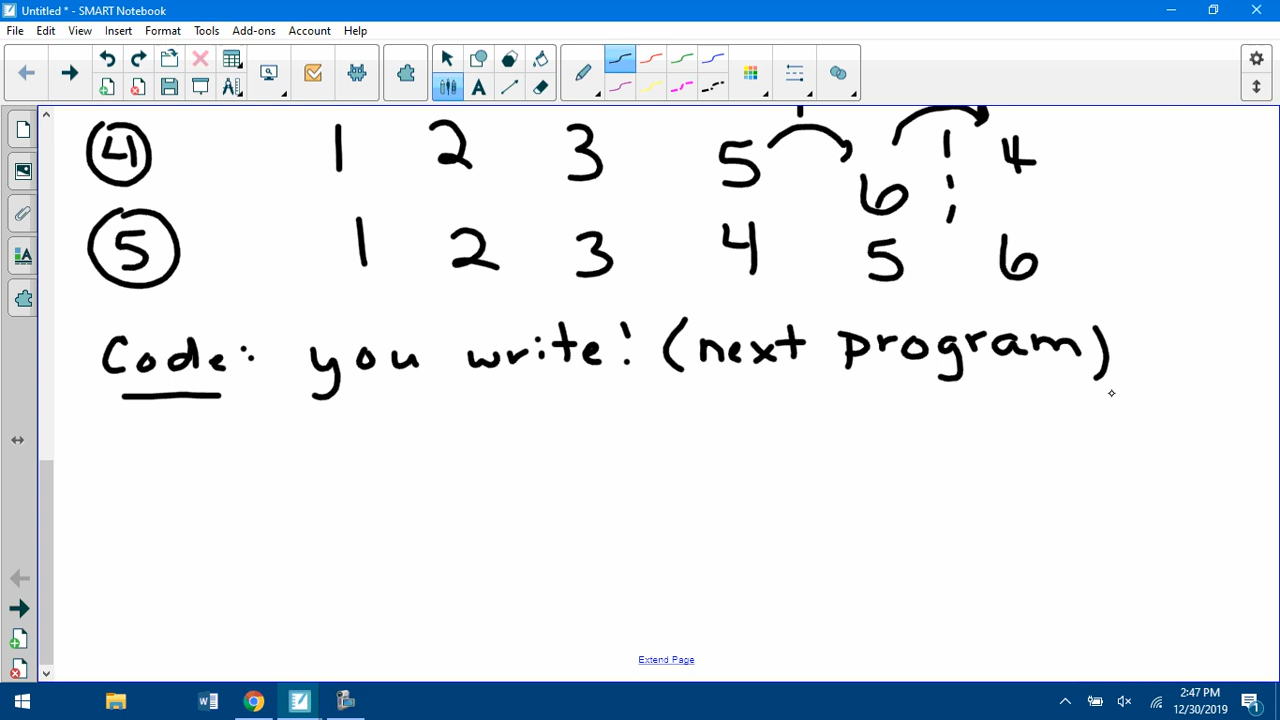 Untitled * - SMART Notebook
File Edit View Insert Format Tools Add-ons Account Help
④ 1 2 3 5 6 4
⑤ 1 2 3 4 5 6
Code: you write! (next program)
Extend Page
2:47 PM
12/30/2019